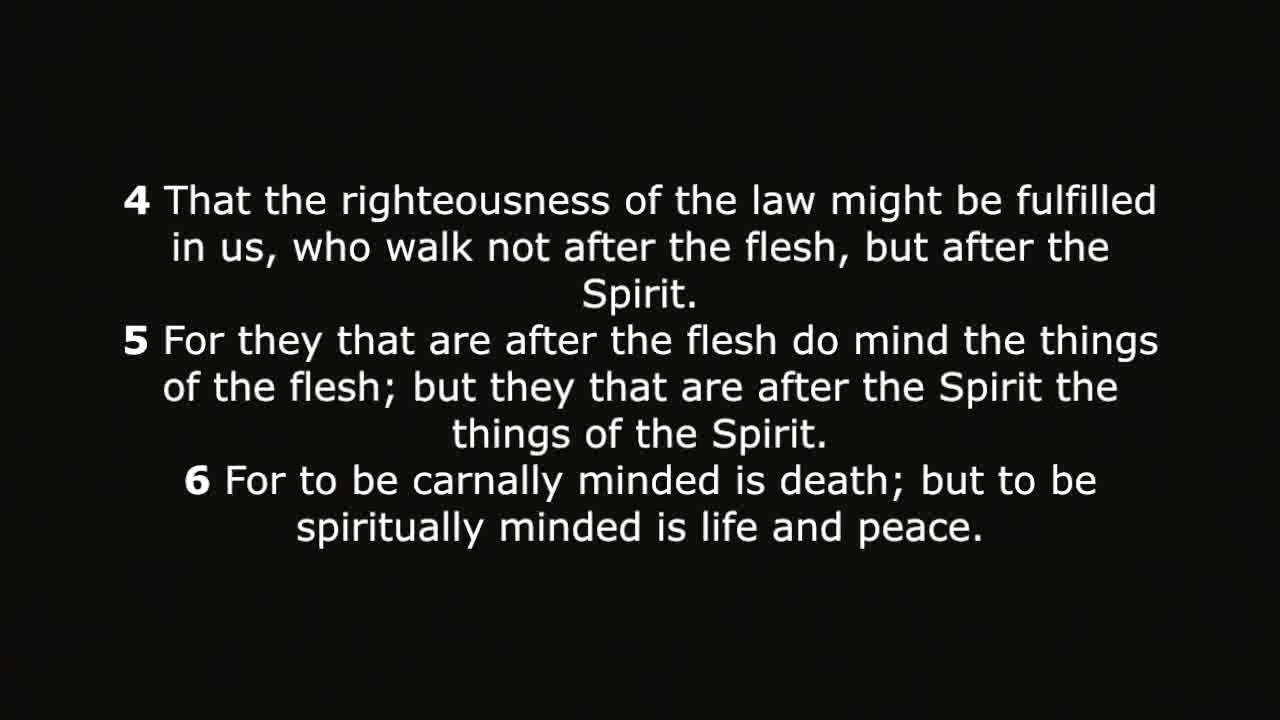 4 That the righteousness of the law might be fulfilled
in us, who walk not after the flesh, but after the
Spirit.
5 For they that are after the flesh do mind the things
of the flesh; but they that are after the Spirit the
things of the Spirit.
6 For to be carnally minded is death; but to be
spiritually minded is life and peace.